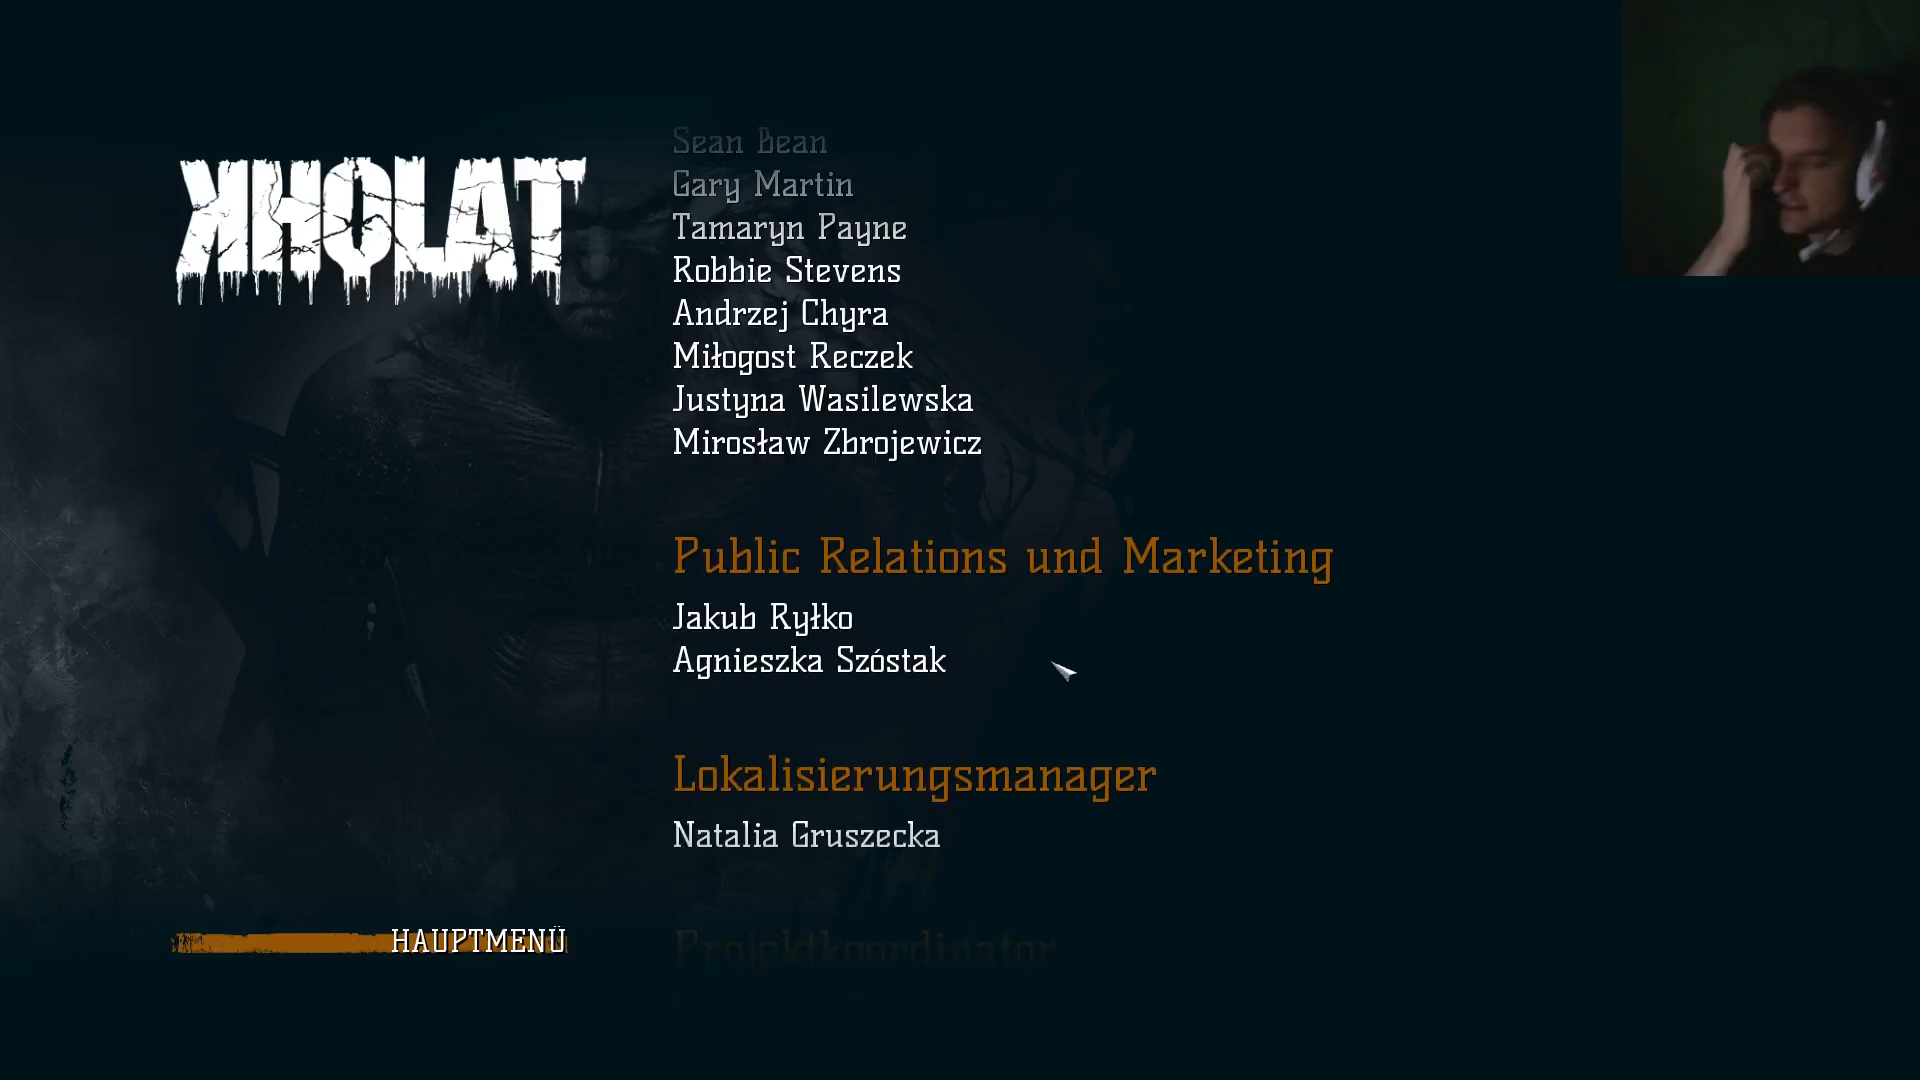 KHOLAT
Sean Bean
Gary Martin
Tamaryn Payne
Robbie Stevens
Andrzej Chyra
Miłogost Reczek
Justyna Wasilewska
Mirosław Zbrojewicz
Public Relations und Marketing
Jakub Ryłko
Agnieszka Szóstak
Lokalisierungsmanager
Natalia Gruszecka
Projektkoordinator
HAUPTMENÜ